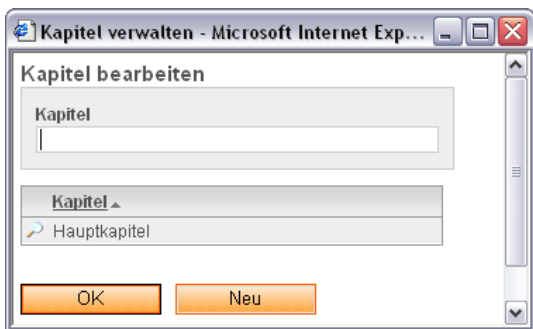 Kapitel verwalten - Microsoft Internet Exp...
Kapitel bearbeiten
Kapitel
Kapitel
Hauptkapitel
OK Neu